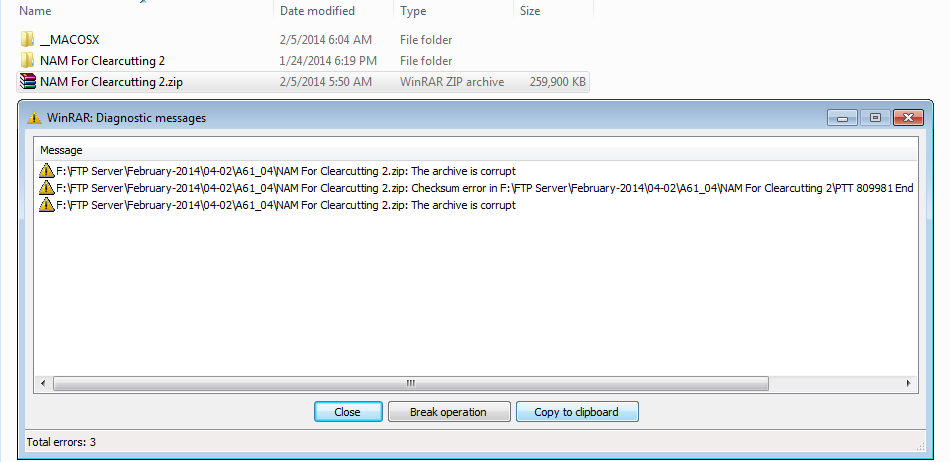 Name Date modified Type Size
__MACOSX 2/5/2014 6:04 AM File folder
NAM For Clearcutting 2 1/24/2014 6:19 PM File folder
NAM For Clearcutting 2.zip 2/5/2014 5:50 AM WinRAR ZIP archive 259,900 KB
WinRAR: Diagnostic messages
Message
F:\FTP Server\February-2014\04-02\A61_04\NAM For Clearcutting 2.zip: The archive is corrupt
F:\FTP Server\February-2014\04-02\A61_04\NAM For Clearcutting 2.zip: Checksum error in F:\FTP Server\February-2014\04-02\A61_04\NAM For Clearcutting 2\PTT 809981 End
F:\FTP Server\February-2014\04-02\A61_04\NAM For Clearcutting 2.zip: The archive is corrupt
Close Break operation Copy to clipboard
Total errors: 3